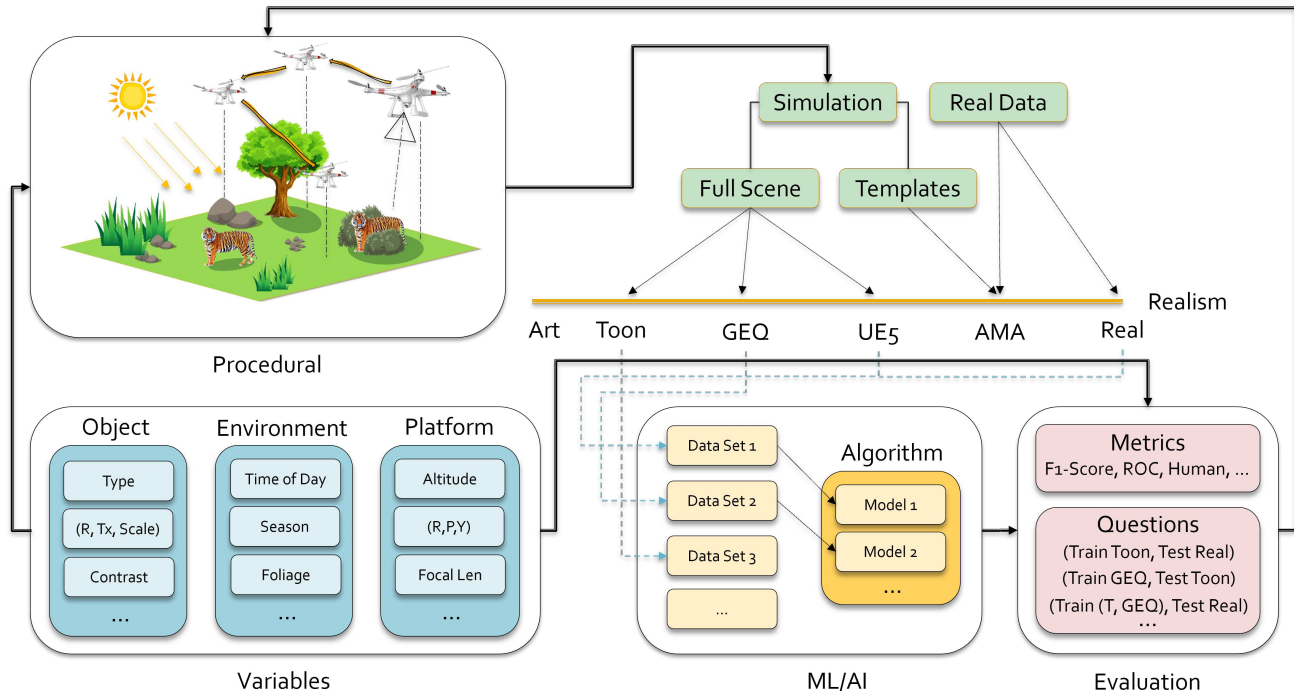 Simulation
Real Data
Full Scene
Templates
Realism
Art
Toon
GEQ
UE5
AMA
Real
Procedural
Object
Type
(R, Tx, Scale)
Contrast
...
Environment
Time of Day
Season
Foliage
...
Platform
Altitude
(R,P,Y)
Focal Len
...
Variables
Data Set 1
Data Set 2
Data Set 3
...
Algorithm
Model 1
Model 2
...
ML/AI
Metrics
F1-Score, ROC, Human, ...
Questions
(Train Toon, Test Real)
(Train GEQ, Test Toon)
(Train (T, GEQ), Test Real)
...
Evaluation